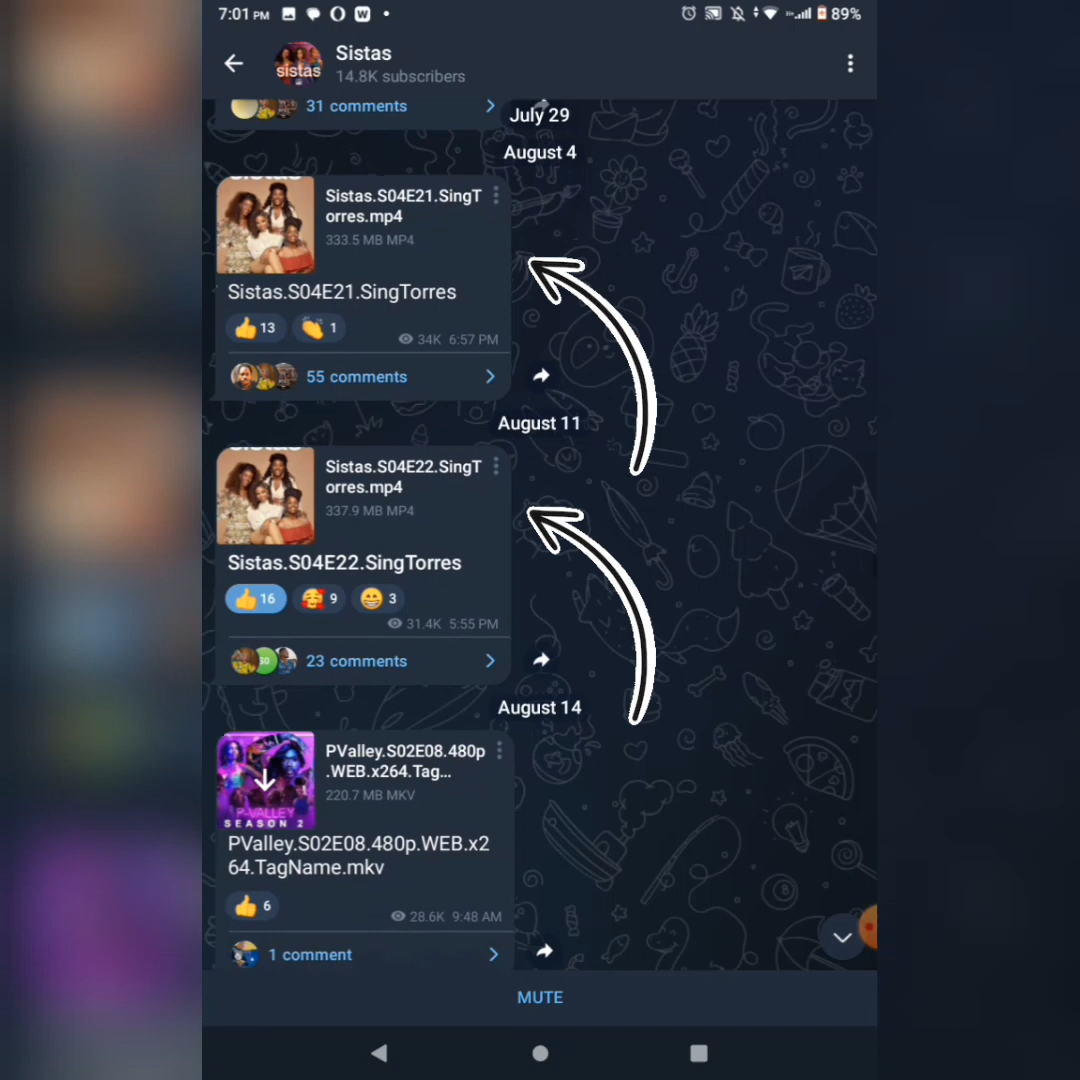 7:01 PM
W
89%
sistas
Sistas
14.8K subscribers
31 comments
July 29
August 4
Sistas.S04E21.SingT
orres.mp4
333.5 MB MP4
Sistas.S04E21.SingTorres
13
1
34K 6:57 PM
55 comments
August 11
Sistas.S04E22.SingT
orres.mp4
337.9 MB MP4
Sistas.S04E22.SingTorres
16
9
3
31.4K 5:55 PM
23 comments
August 14
PValley.S02E08.480p
.WEB.x264.Tag...
220.7 MB MKV
P-VALLEY
SEASON 2
PValley.S02E08.480p.WEB.x2
64.TagName.mkv
6
28.6K 9:48 AM
1 comment
MUTE